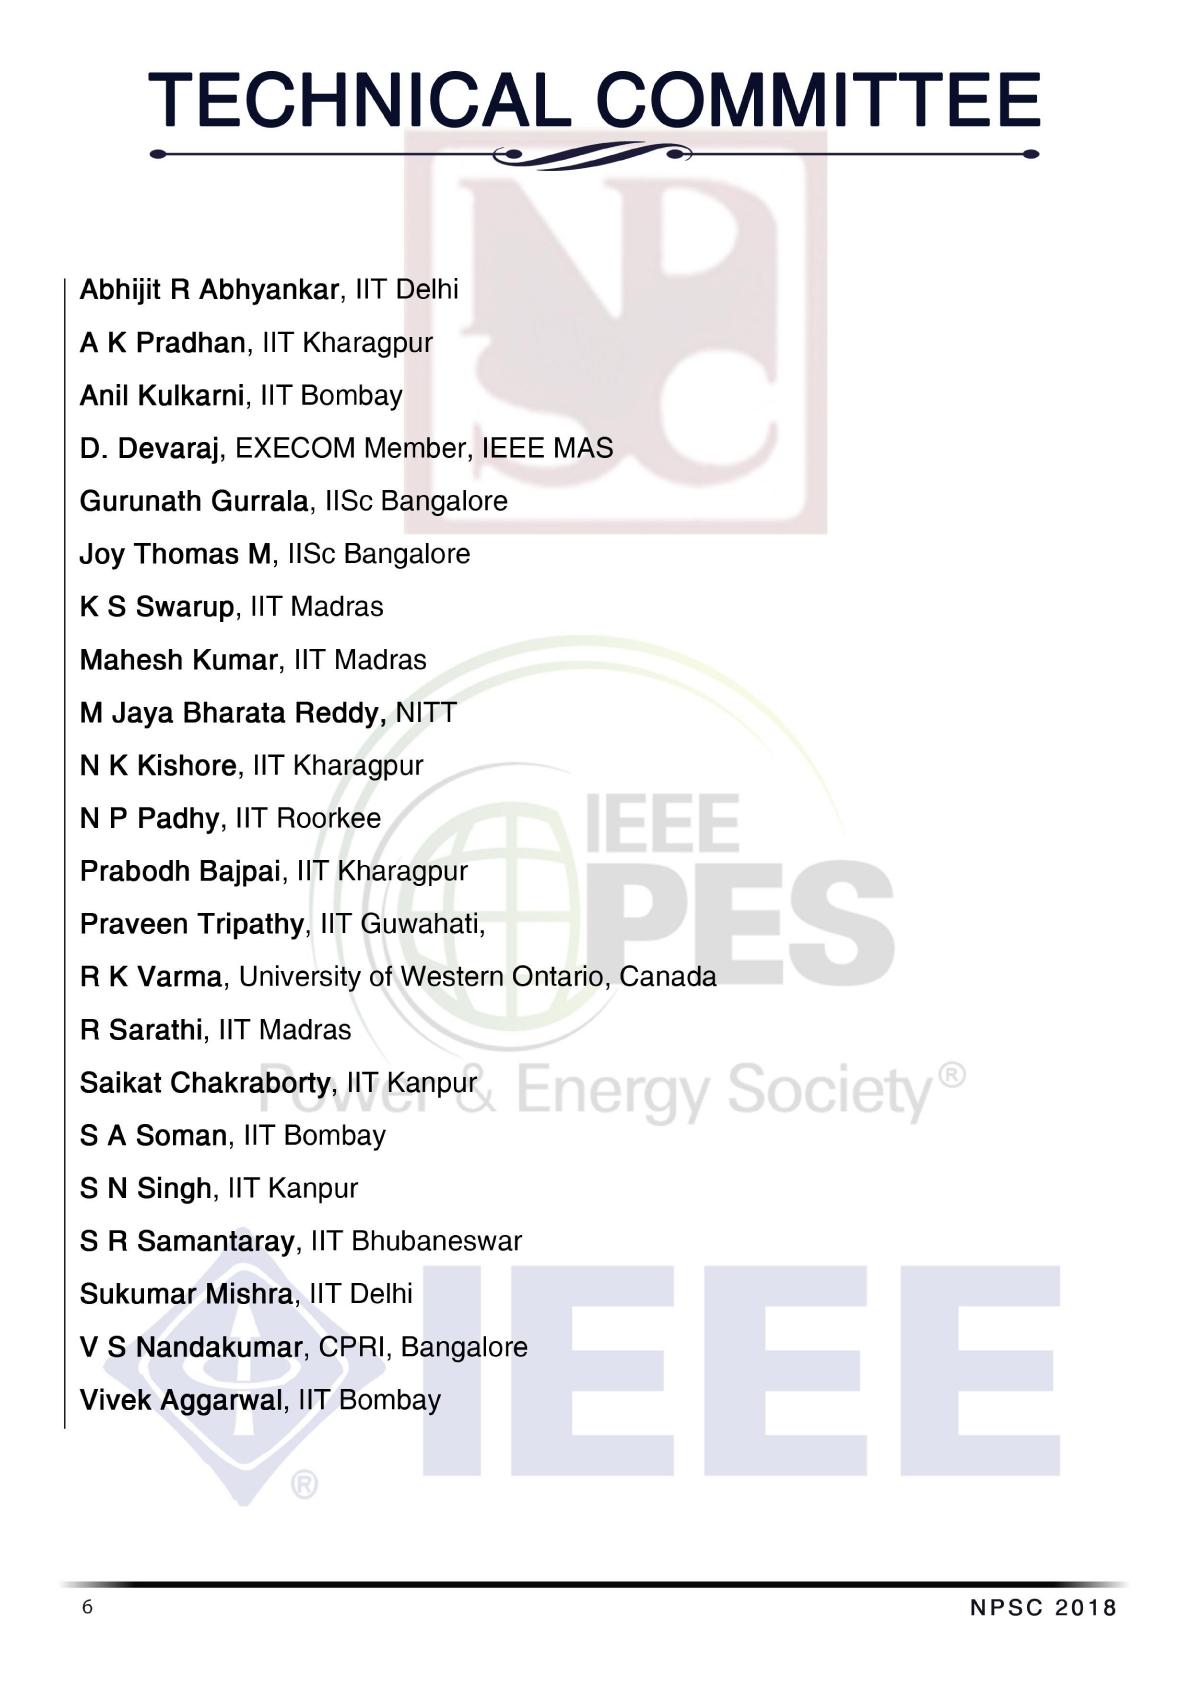 TECHNICAL COMMITTEE
NPSC
Abhijit R Abhyankar, IIT Delhi
A K Pradhan, IIT Kharagpur
Anil Kulkarni, IIT Bombay
D. Devaraj, EXECOM Member, IEEE MAS
Gurunath Gurrala, IISc Bangalore
Joy Thomas M, IISc Bangalore
K S Swarup, IIT Madras
Mahesh Kumar, IIT Madras
M Jaya Bharata Reddy, NITT
N K Kishore, IIT Kharagpur
N P Padhy, IIT Roorkee
Prabodh Bajpai, IIT Kharagpur
Praveen Tripathy, IIT Guwahati,
R K Varma, University of Western Ontario, Canada
R Sarathi, IIT Madras
Saikat Chakraborty, IIT Kanpur
S A Soman, IIT Bombay
S N Singh, IIT Kanpur
S R Samantaray, IIT Bhubaneswar
Sukumar Mishra, IIT Delhi
V S Nandakumar, CPRI, Bangalore
Vivek Aggarwal, IIT Bombay
IEEE
PES
Power & Energy Society®
IEEE
®
6
NPSC 2018